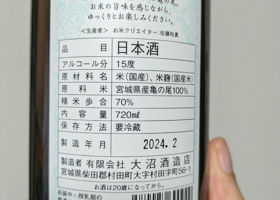 お米の旨味を感じながら、
ゆっくりとお楽しみください。
<生産者> お米クリエイター:佐藤裕貴
品目 日本酒
アルコール分 15度
原材料名 米(国産)、米麹(国産米)
原料米 宮城県産亀の尾100%
精米歩合 70%
内容量 720㎖
保存方法 要冷蔵
製造年月 2024.2
製造者 有限会社 大沼酒造店
宮城県柴田郡村田町大字村田字町56-1
お酒は20歳になってから。